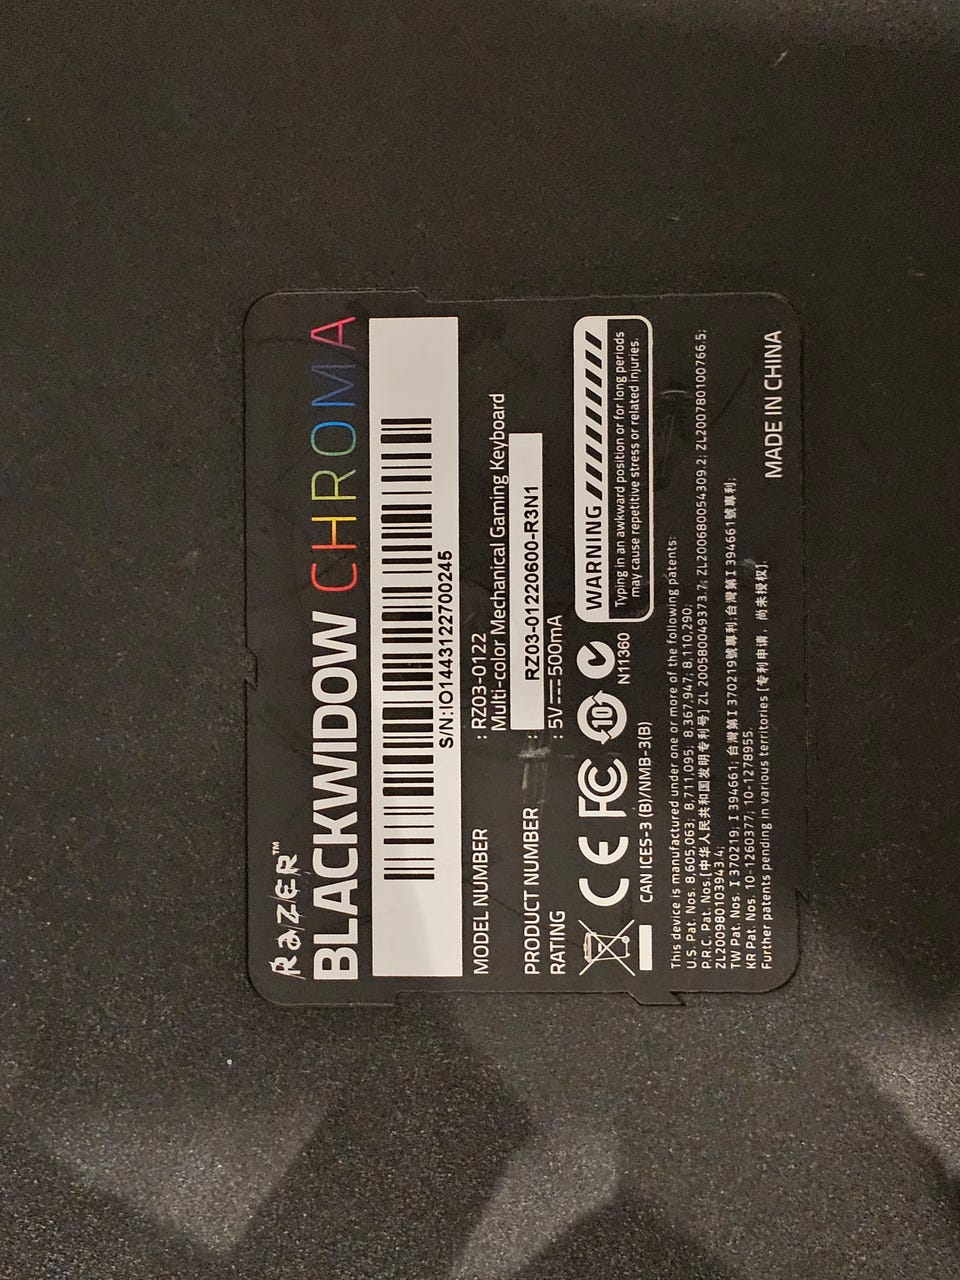 RAZER™
BLACKWIDOW CHROMA
S/N:IO1443122700245
MODEL NUMBER : RZ03-0122
Multi-color Mechanical Gaming Keyboard
PRODUCT NUMBER : RZ03-01220600-R3N1
RATING : 5V⎓500mA
CE FC 10 N11360
CAN ICES-3 (B)/NMB-3(B)
WARNING
Typing in an awkward position or for long periods
may cause repetitive stress or related injuries.
This device is manufactured under one or more of the following patents:
U.S. Pat. Nos. 8,605,063; 8,711,095; 8,367,947; 8,110,290;
P.R.C. Pat. Nos.[中华人民共和国发明专利号] ZL 200580049373.7; ZL200680054309.2; ZL200780100766.5;
ZL200980103943.4;
TW Pat. Nos. I 370219, I 394661; 台灣第I 370219號專利;台灣第I 394661號專利;
KR Pat. Nos. 10-1260377; 10-1278955.
Further patents pending in various territories [专利申请，尚未授权].
MADE IN CHINA